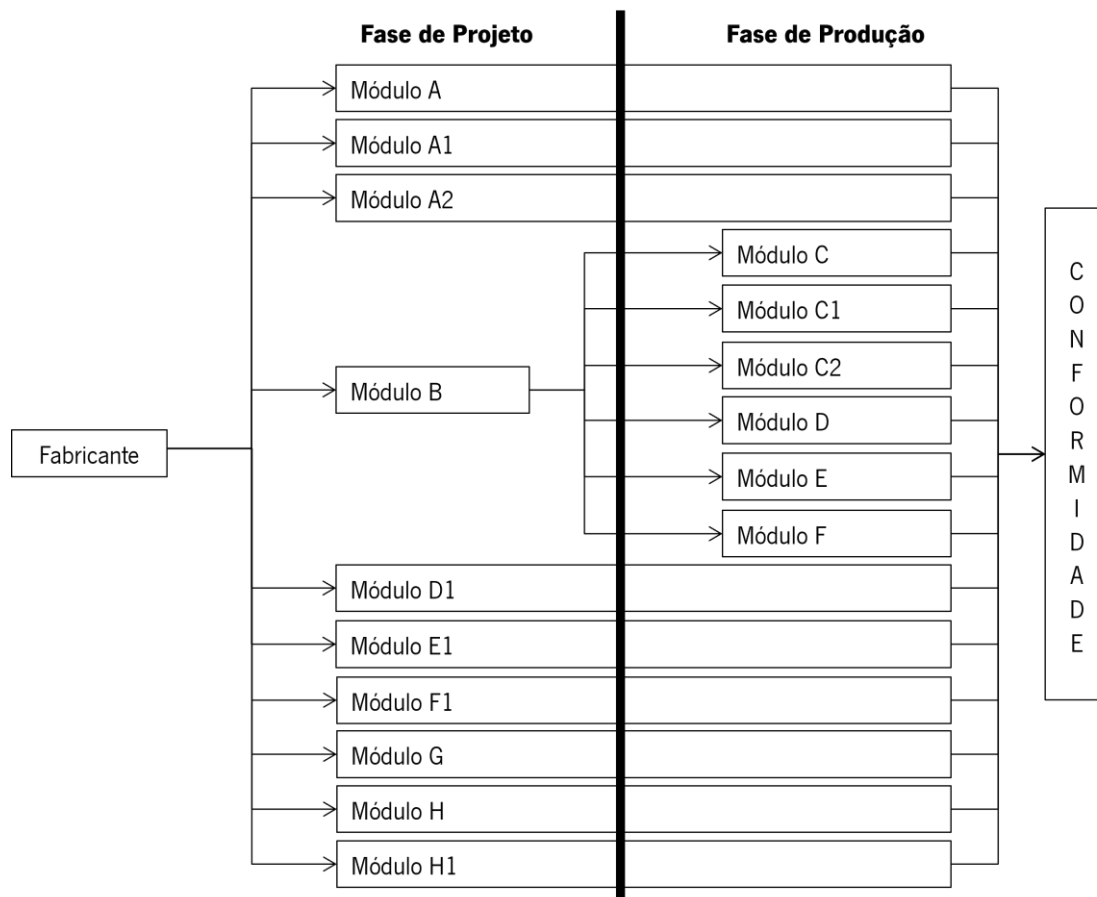 Fase de Projeto
Fase de Produção
Módulo A
Módulo A1
Módulo A2
Módulo C
Módulo C1
Módulo C2
Módulo B
Módulo D
Fabricante
Módulo E
Módulo F
Módulo D1
Módulo E1
Módulo F1
Módulo G
Módulo H
Módulo H1
C
O
N
F
O
R
M
I
D
A
D
E